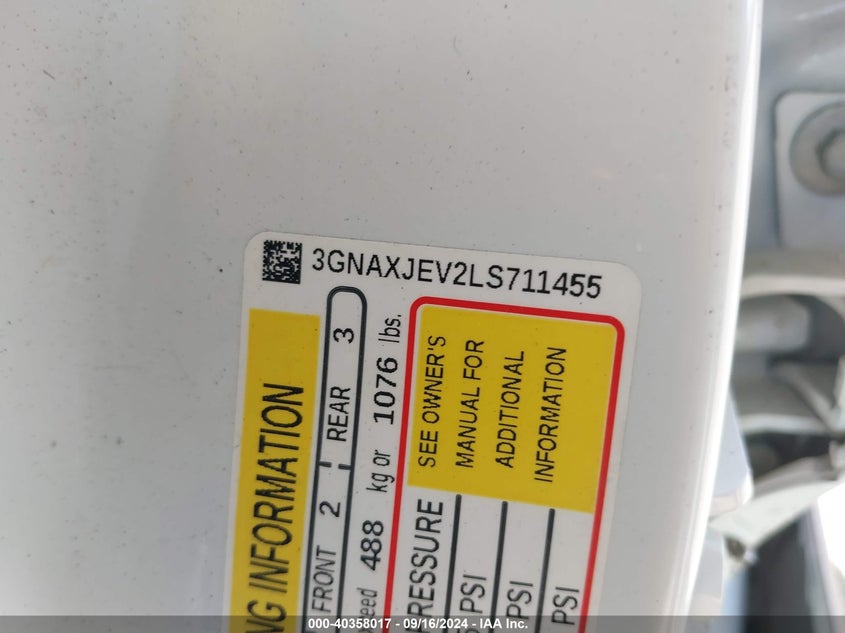 3GNAXJEV2LS711455
NG INFORMATION
FRONT 2 REAR 3
488 kg or 1076 lbs.
PRESSURE
SEE OWNER'S
MANUAL FOR
ADDITIONAL
INFORMATION
PSI
PSI
PSI
000-40358017 - 09/16/2024 - IAA Inc.